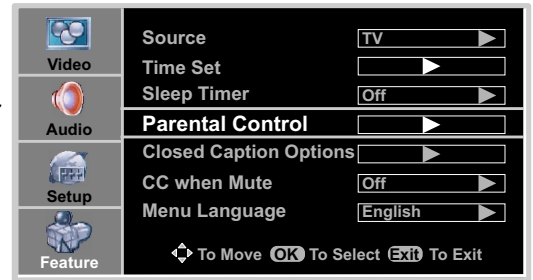 Video
Audio
Setup
Feature
Source TV
Time Set
Sleep Timer Off
Parental Control
Closed Caption Options
CC when Mute Off
Menu Language English
To Move OK To Select Exit To Exit